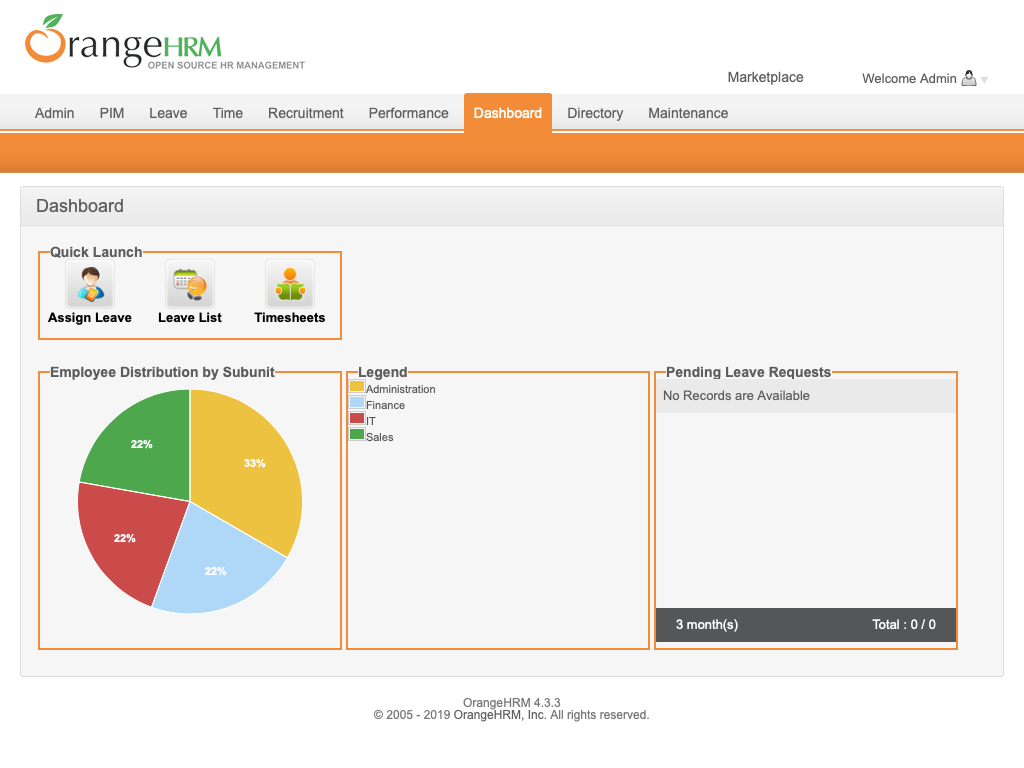 OrangeHRM
OPEN SOURCE HR MANAGEMENT
Marketplace Welcome Admin
Admin PIM Leave Time Recruitment Performance Dashboard Directory Maintenance
Dashboard
Quick Launch
Assign Leave Leave List Timesheets
Employee Distribution by Subunit
22%
33%
22%
22%
Legend
Administration
Finance
IT
Sales
Pending Leave Requests
No Records are Available
3 month(s) Total : 0 / 0
OrangeHRM 4.3.3
© 2005 - 2019 OrangeHRM, Inc. All rights reserved.